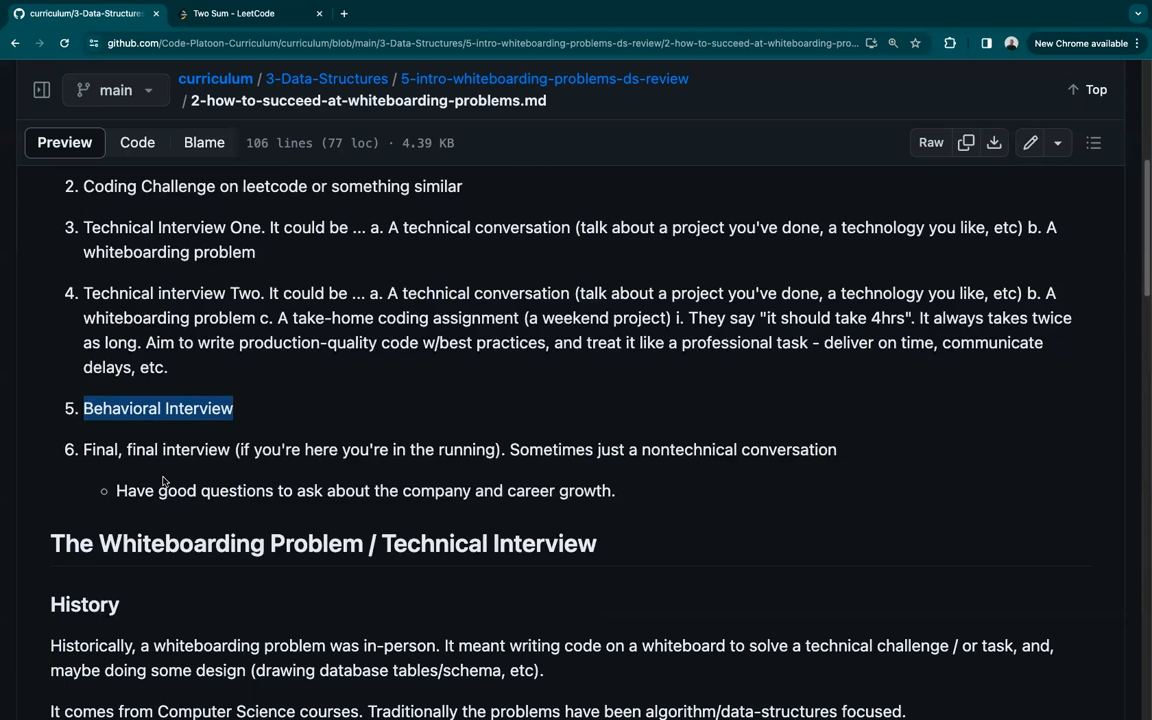 curriculum/3-Data-Structures
Two Sum - LeetCode
github.com/Code-Platoon-Curriculum/curriculum/blob/main/3-Data-Structures/5-intro-whiteboarding-problems-ds-review/2-how-to-succeed-at-whiteboarding-pro...
New Chrome available
main
curriculum / 3-Data-Structures / 5-intro-whiteboarding-problems-ds-review
/ 2-how-to-succeed-at-whiteboarding-problems.md
Top
Preview Code Blame 106 lines (77 loc) · 4.39 KB Raw
2. Coding Challenge on leetcode or something similar
3. Technical Interview One. It could be ... a. A technical conversation (talk about a project you've done, a technology you like, etc) b. A
whiteboarding problem
4. Technical interview Two. It could be ... a. A technical conversation (talk about a project you've done, a technology you like, etc) b. A
whiteboarding problem c. A take-home coding assignment (a weekend project) i. They say "it should take 4hrs". It always takes twice
as long. Aim to write production-quality code w/best practices, and treat it like a professional task - deliver on time, communicate
delays, etc.
5. Behavioral Interview
6. Final, final interview (if you're here you're in the running). Sometimes just a nontechnical conversation
Have good questions to ask about the company and career growth.
The Whiteboarding Problem / Technical Interview
History
Historically, a whiteboarding problem was in-person. It meant writing code on a whiteboard to solve a technical challenge / or task, and,
maybe doing some design (drawing database tables/schema, etc).
It comes from Computer Science courses. Traditionally the problems have been algorithm/data-structures focused.